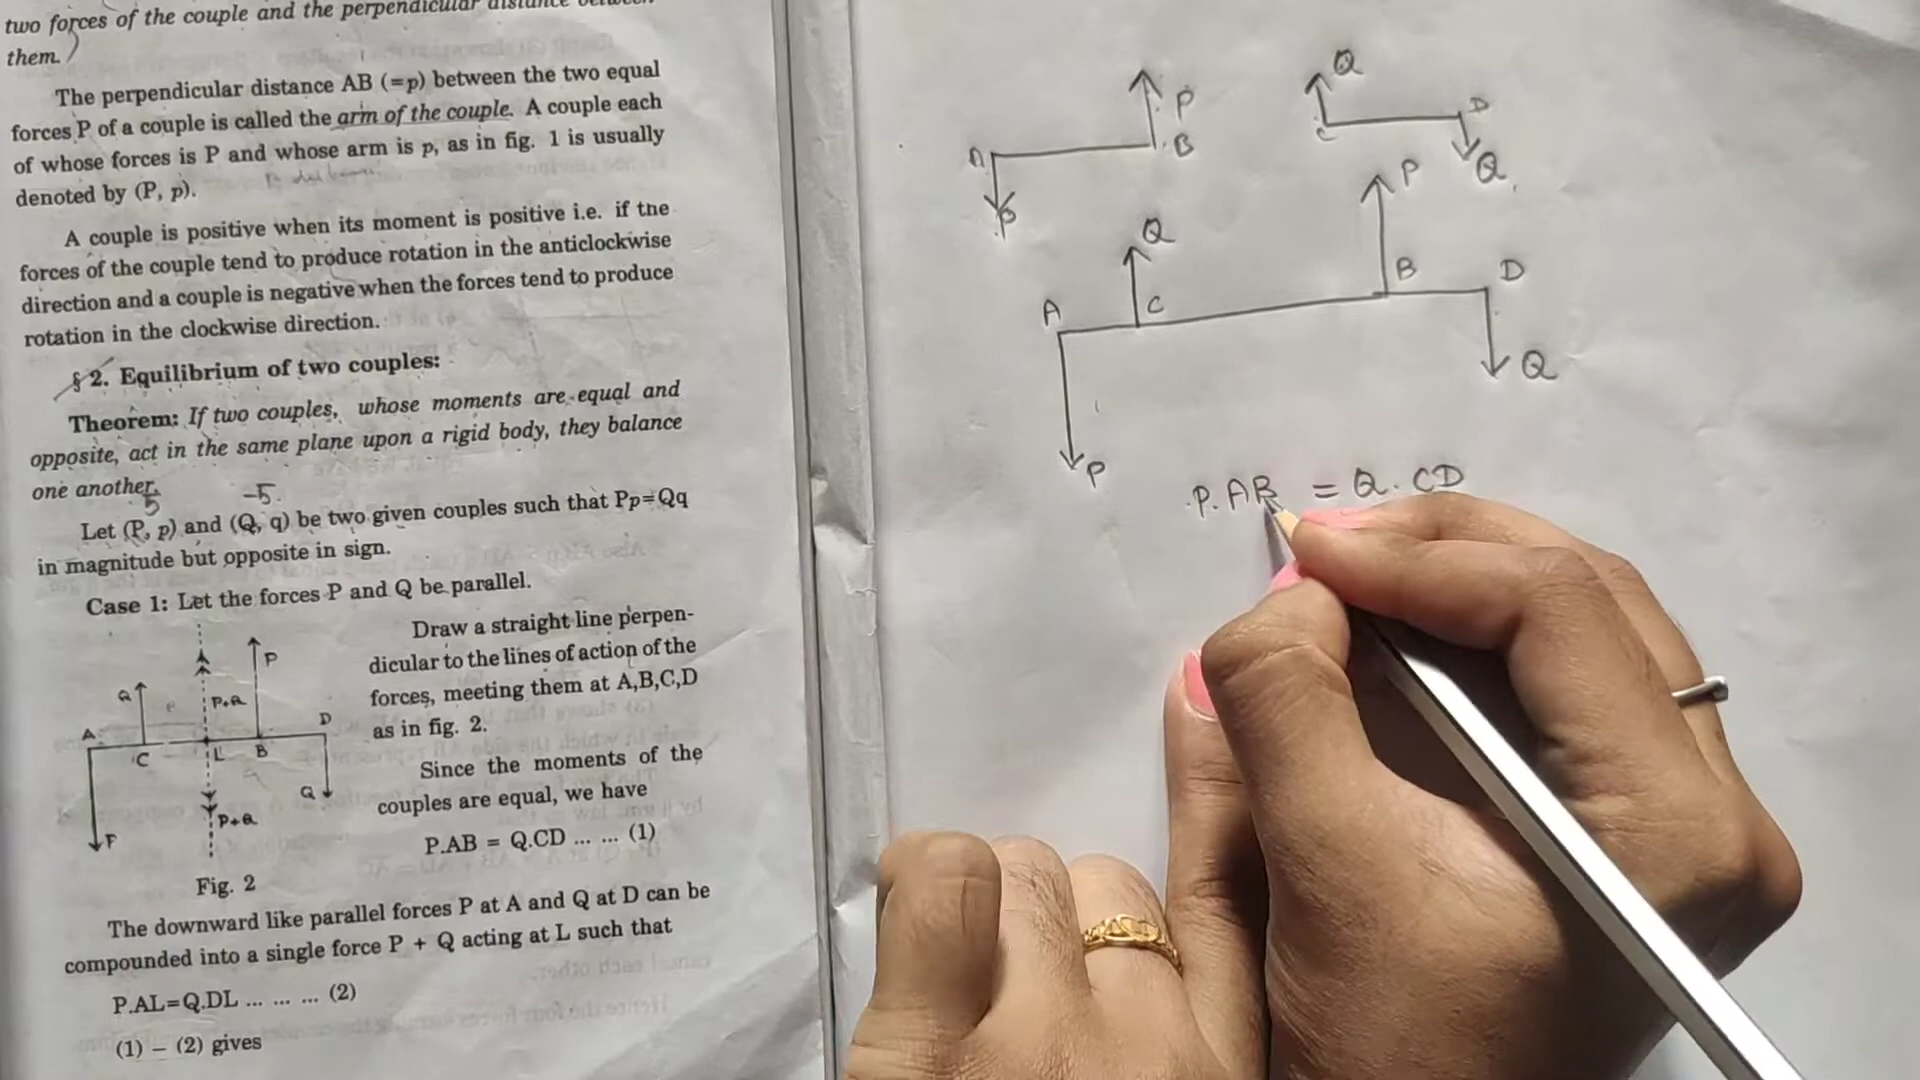 two forces of the couple and the perpendicular distance between
them.
The perpendicular distance AB (=p) between the two equal
forces P of a couple is called the arm of the couple. A couple each
of whose forces is P and whose arm is p, as in fig. 1 is usually
denoted by (P, p).
A couple is positive when its moment is positive i.e. if the
forces of the couple tend to produce rotation in the anticlockwise
direction and a couple is negative when the forces tend to produce
rotation in the clockwise direction.
§ 2. Equilibrium of two couples:
Theorem: If two couples, whose moments are equal and
opposite, act in the same plane upon a rigid body, they balance
one another.
5 -5.
Let (P, p) and (Q, q) be two given couples such that Pp=Qq
in magnitude but opposite in sign.
Case 1: Let the forces P and Q be parallel.
Draw a straight line perpen-
dicular to the lines of action of the
forces, meeting them at A,B,C,D
as in fig. 2.
Since the moments of the
couples are equal, we have
P.AB = Q.CD ... ... (1)
Q P P+Q
A C L B D
Q
P P+Q
Fig. 2
The downward like parallel forces P at A and Q at D can be
compounded into a single force P + Q acting at L such that
P.AL=Q.DL ... ... ... (2)
(1) – (2) gives
P Q
A B C D
P Q
Q P
A C B D
P Q
P.AB = Q.CD